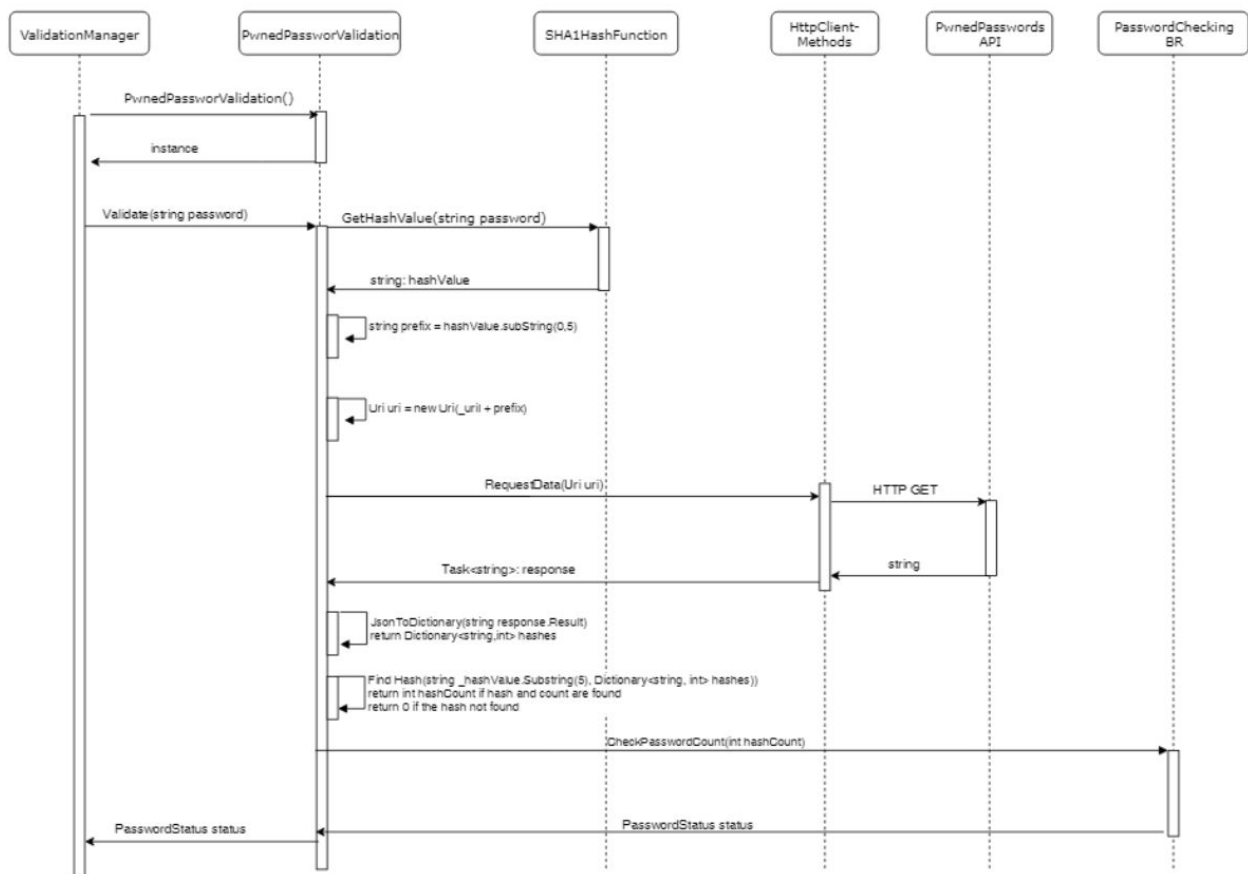 ValidationManager
PwnedPassworValidation
SHA1HashFunction
HttpClient-
Methods
PwnedPasswords
API
PasswordChecking
BR
PwnedPassworValidation()
instance
Validate(string password)
GetHashValue(string password)
string: hashValue
string prefix = hashValue.subString(0,5)
Uri uri = new Uri(_uril + prefix)
RequestData(Uri uri)
HTTP GET
string
Task<string>: response
JsonToDictionary(string response.Result)
return Dictionary<string,int> hashes
Find Hash(string _hashValue.Substring(5), Dictionary<string, int> hashes))
return int hashCount if hash and count are found
return 0 if the hash not found
CheckPasswordCount(int hashCount)
PasswordStatus status
PasswordStatus status